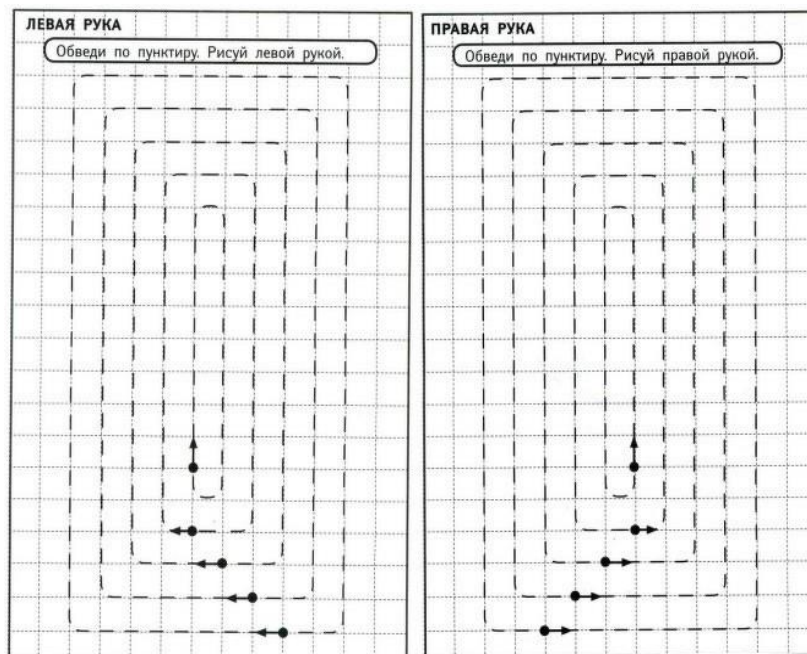 ЛЕВАЯ РУКА
Обведи по пунктиру. Рисуй левой рукой.
ПРАВАЯ РУКА
Обведи по пунктиру. Рисуй правой рукой.